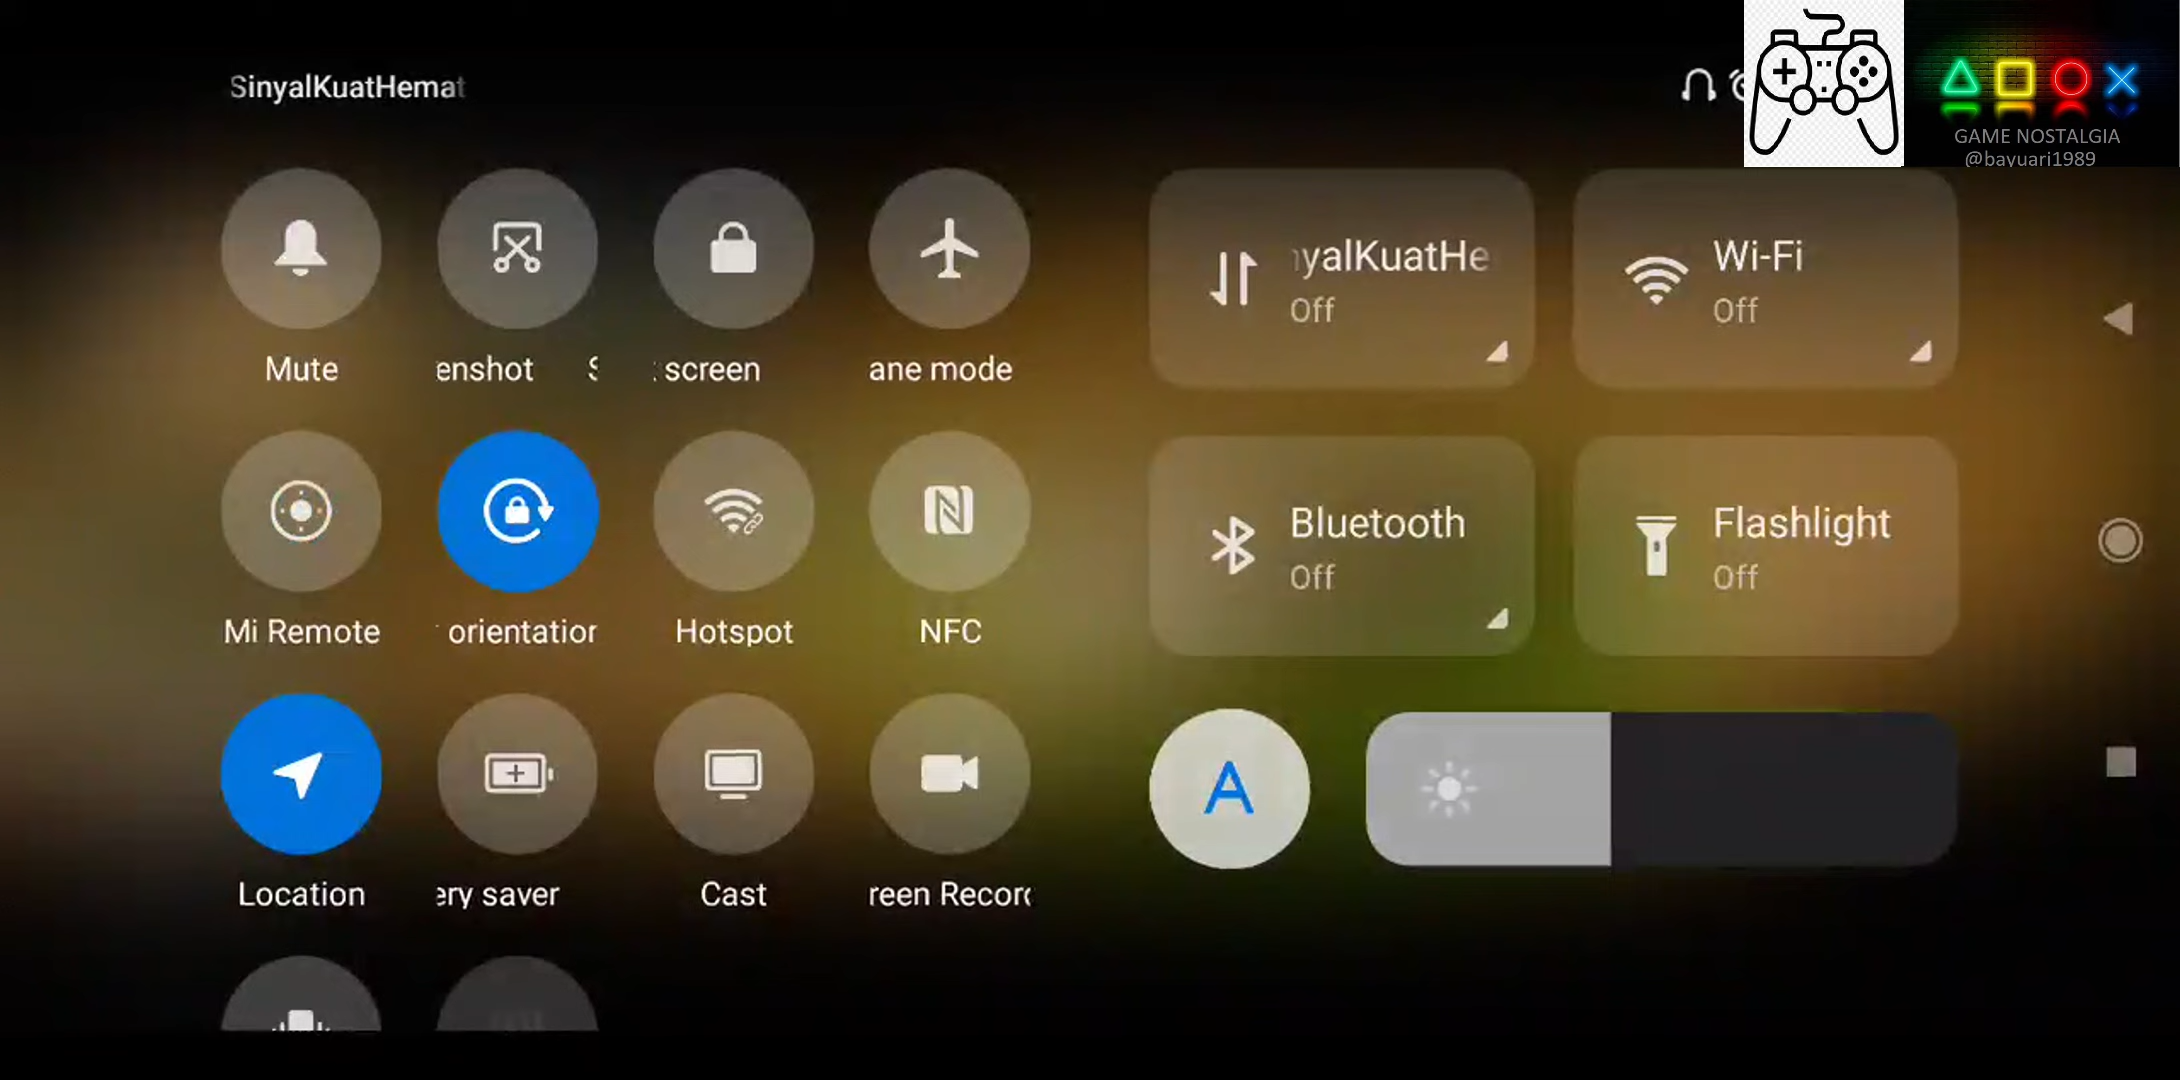 SinyalKuatHemat
GAME NOSTALGIA
@bayuari1989
Mute
enshot S
screen
ane mode
yalKuatHe
Off
Wi-Fi
Off
Mi Remote
orientation
Hotspot
NFC
Bluetooth
Off
Flashlight
Off
A
Location
ery saver
Cast
reen Recor